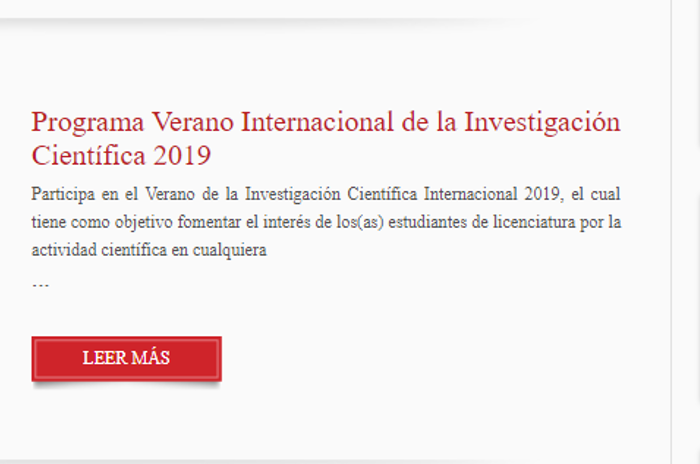 Programa Verano Internacional de la Investigación
Científica 2019
Participa en el Verano de la Investigación Científica Internacional 2019, el cual
tiene como objetivo fomentar el interés de los(as) estudiantes de licenciatura por la
actividad científica en cualquiera
...
LEER MÁS